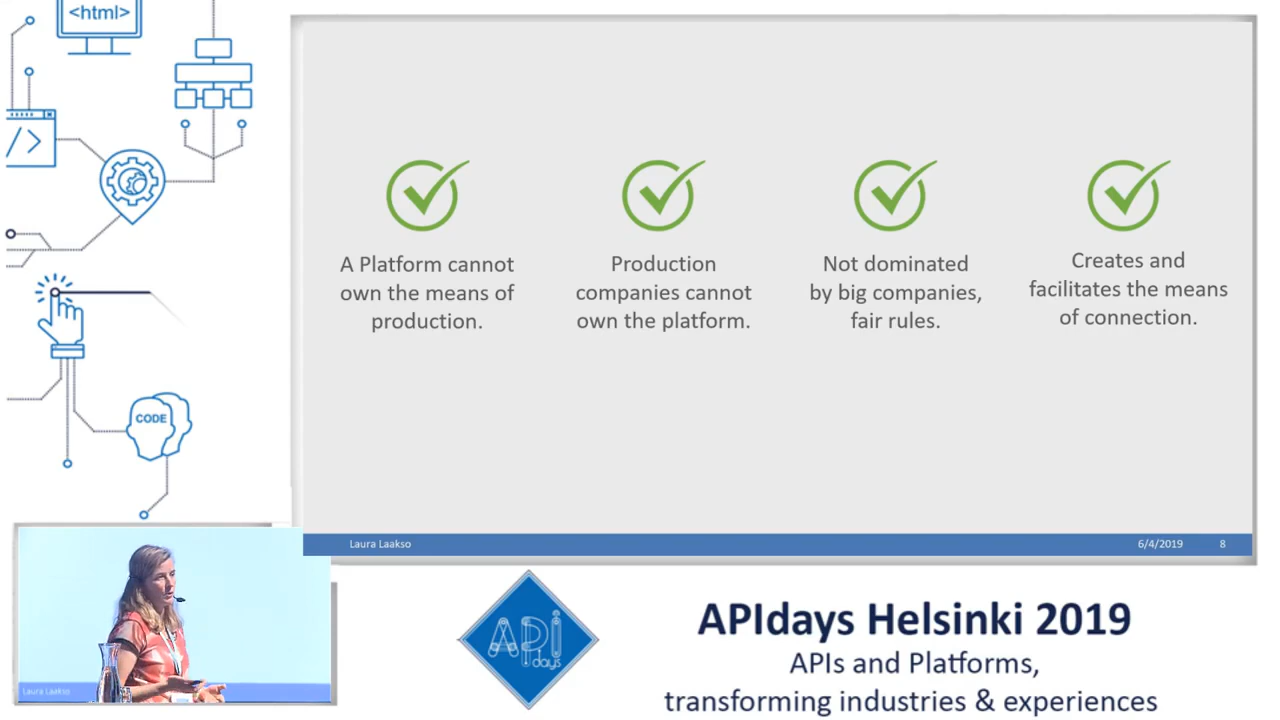 <html>
</>
CODE
A Platform cannot
own the means of
production.
Production
companies cannot
own the platform.
Not dominated
by big companies,
fair rules.
Creates and
facilitates the means
of connection.
Laura Laakso
6/4/2019
8
Laura Laakso
API
days
APIdays Helsinki 2019
APIs and Platforms,
transforming industries & experiences